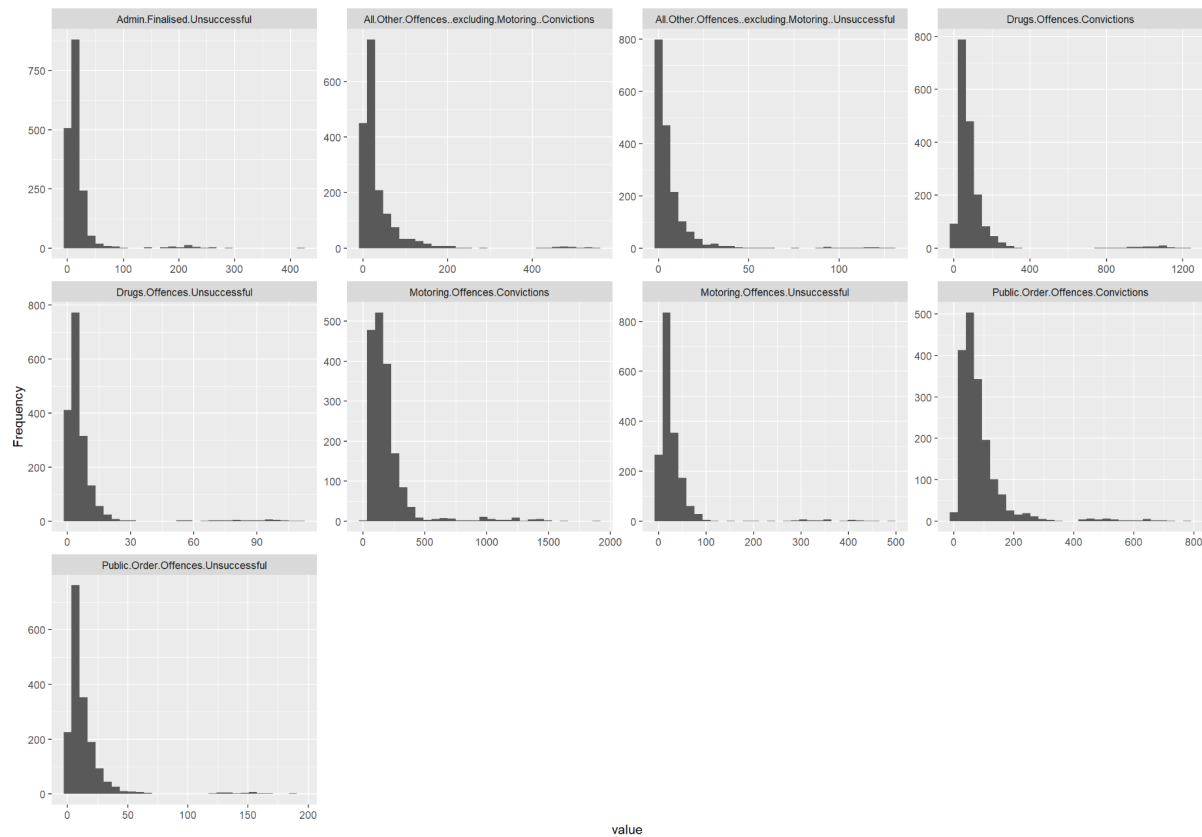 Admin.Finalised.Unsuccessful
All.Other.Offences..excluding.Motoring..Convictions
All.Other.Offences..excluding.Motoring..Unsuccessful
Drugs.Offences.Convictions
750
500
250
0
0 100 200 300 400
600
400
200
0
0 200 400
800
600
400
200
0
0 50 100
800
600
400
200
0
0 400 800 1200
Drugs.Offences.Unsuccessful
Motoring.Offences.Convictions
Motoring.Offences.Unsuccessful
Public.Order.Offences.Convictions
800
600
400
200
0
0 30 60 90
500
400
300
200
100
0
0 500 1000 1500 2000
800
600
400
200
0
0 100 200 300 400 500
500
400
300
200
100
0
0 200 400 600 800
Frequency
Public.Order.Offences.Unsuccessful
600
400
200
0
0 50 100 150 200
value